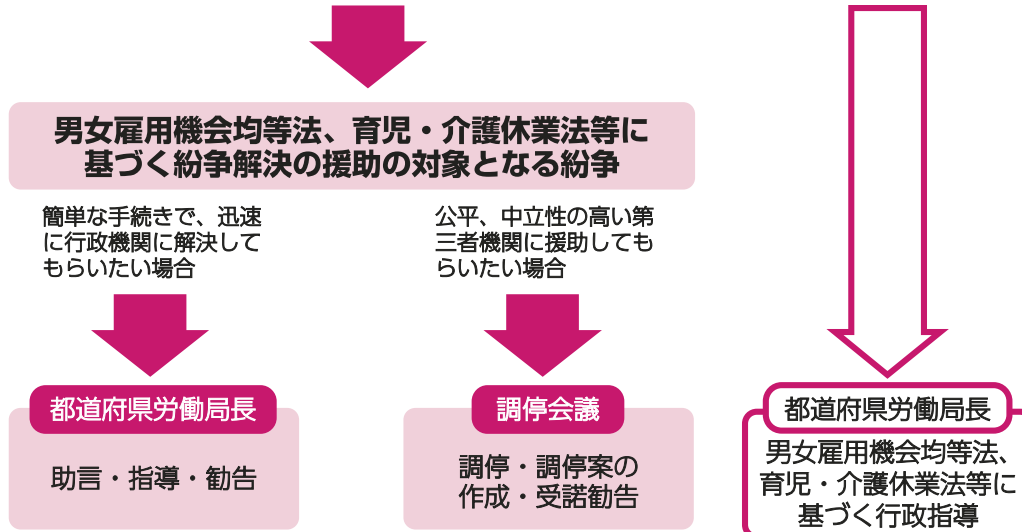 男女雇用機会均等法、育児・介護休業法等に
基づく紛争解決の援助の対象となる紛争
簡単な手続きで、迅速
に行政機関に解決して
もらいたい場合
公平、中立性の高い第
三者機関に援助しても
らいたい場合
都道府県労働局長
助言・指導・勧告
調停会議
調停・調停案の
作成・受諾勧告
都道府県労働局長
男女雇用機会均等法、
育児・介護休業法等に
基づく行政指導